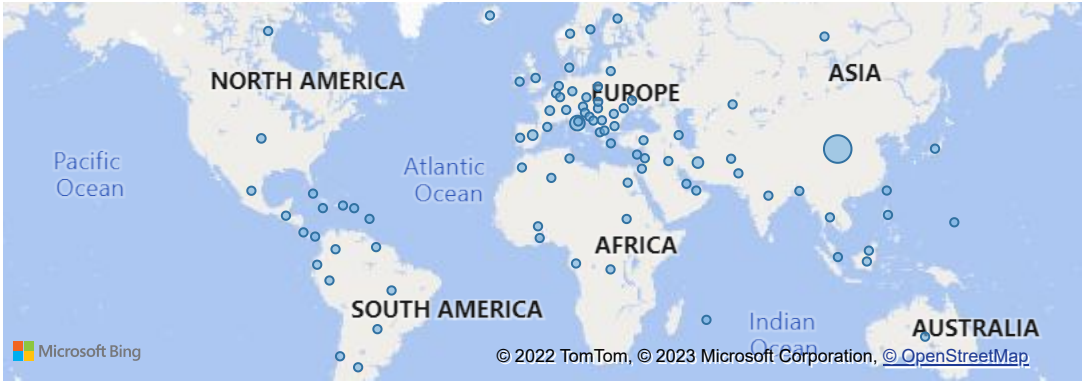 NORTH AMERICA
EUROPE
ASIA
Pacific
Ocean
Atlantic
Ocean
AFRICA
SOUTH AMERICA
Indian
Ocean
AUSTRALIA
Microsoft Bing
© 2022 TomTom, © 2023 Microsoft Corporation, © OpenStreetMap